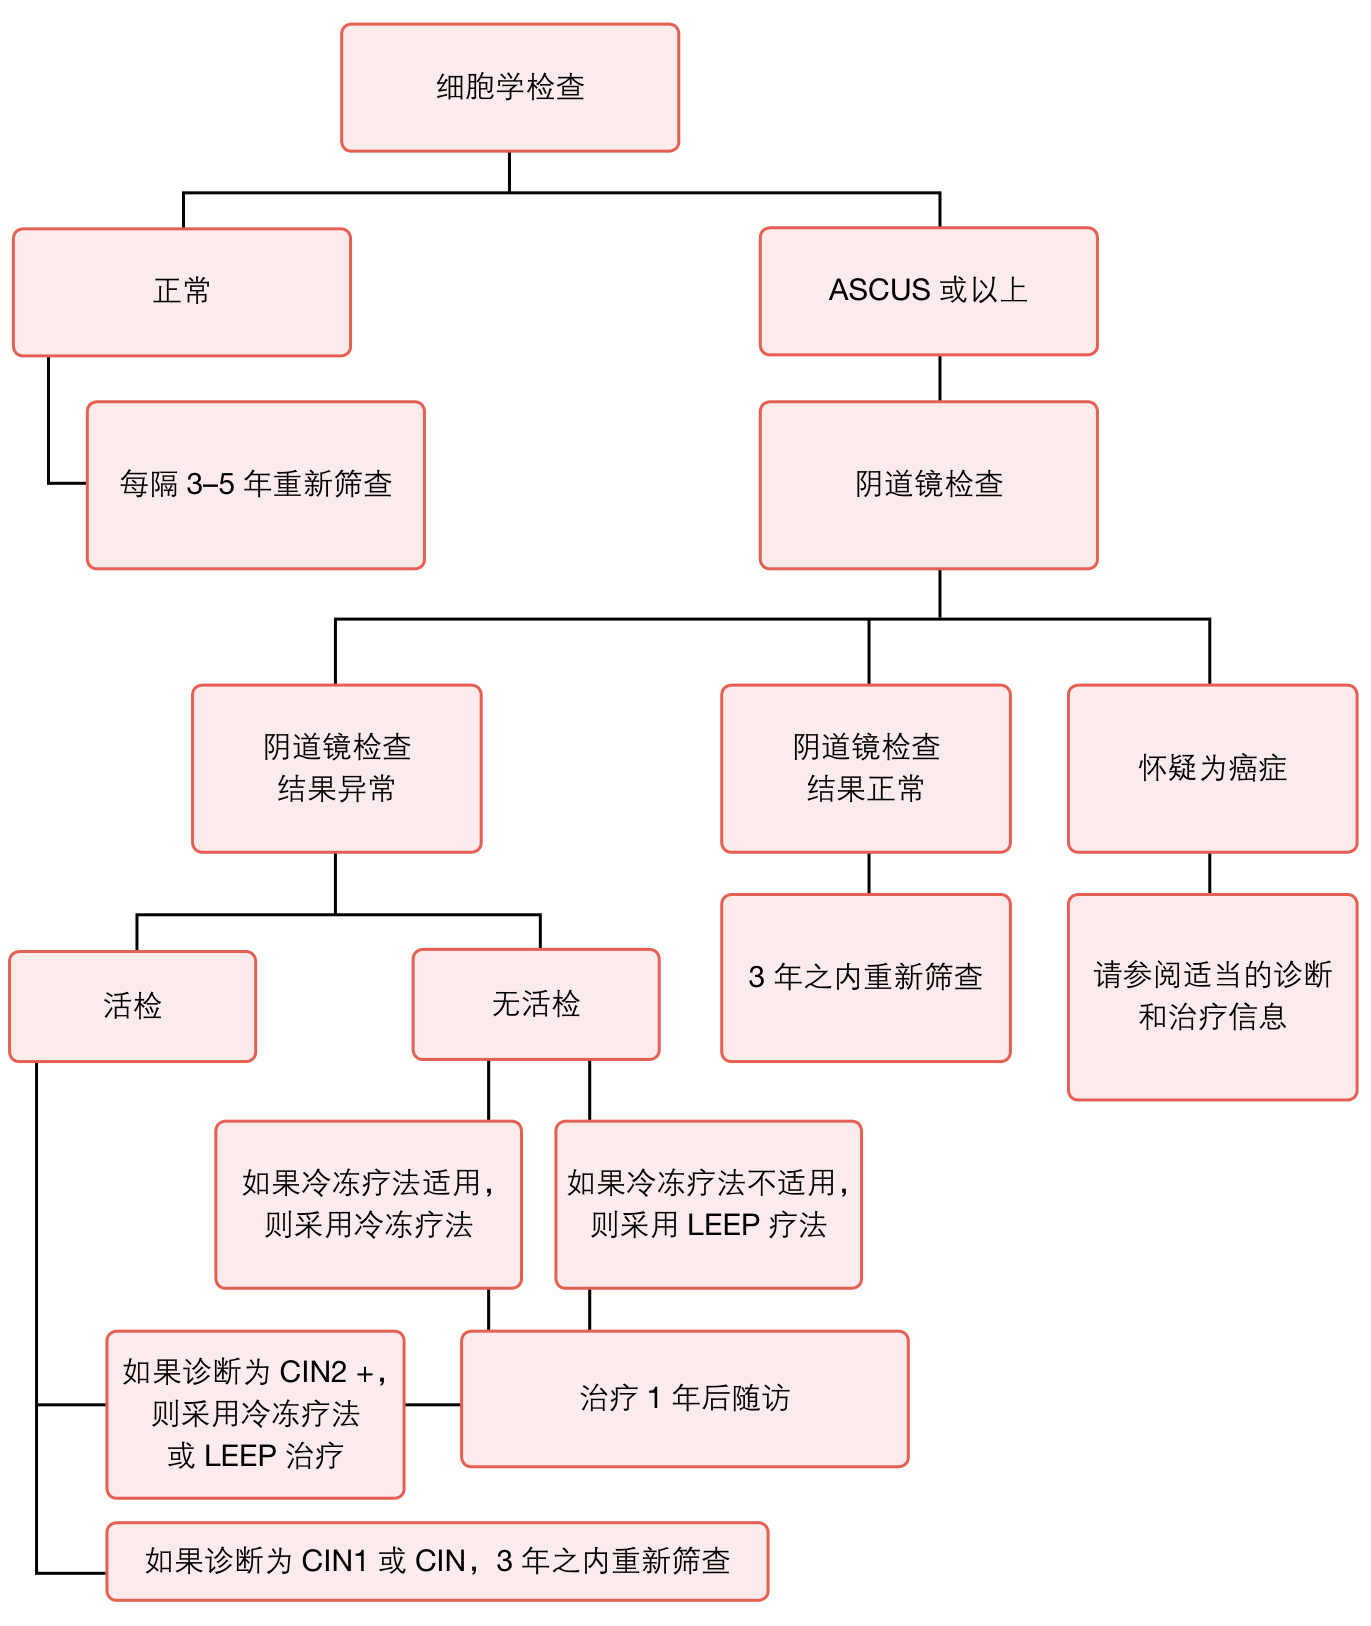 细胞学检查
正常
ASCUS 或以上
每隔 3–5 年重新筛查
阴道镜检查
阴道镜检查
结果异常
阴道镜检查
结果正常
怀疑为癌症
3 年之内重新筛查
请参阅适当的诊断
和治疗信息
活检
无活检
如果冷冻疗法适用，
则采用冷冻疗法
如果冷冻疗法不适用，
则采用 LEEP 疗法
如果诊断为 CIN2 +，
则采用冷冻疗法
或 LEEP 治疗
治疗 1 年后随访
如果诊断为 CIN1 或 CIN，3 年之内重新筛查